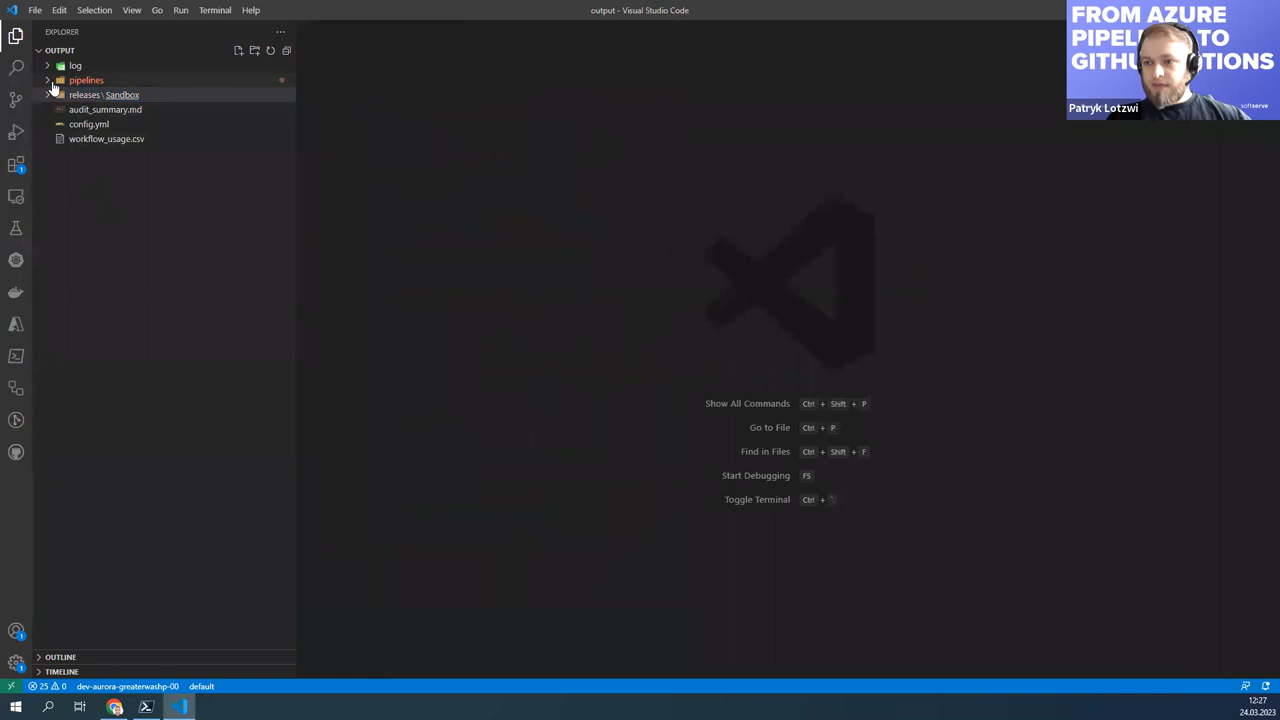 File Edit Selection View Go Run Terminal Help
output - Visual Studio Code
EXPLORER
OUTPUT
log
pipelines
releases \ Sandbox
audit_summary.md
config.yml
workflow_usage.csv
FROM AZURE
TO
GITHU
Patryk Lotzwi
softserve
Show All Commands Ctrl + Shift + P
Go to File Ctrl + P
Find in Files Ctrl + Shift + F
Start Debugging F5
Toggle Terminal Ctrl + `
1
1
1
OUTLINE
TIMELINE
25 0 dev-aurora-greaterwashp-00 default
12:27
24.03.2023